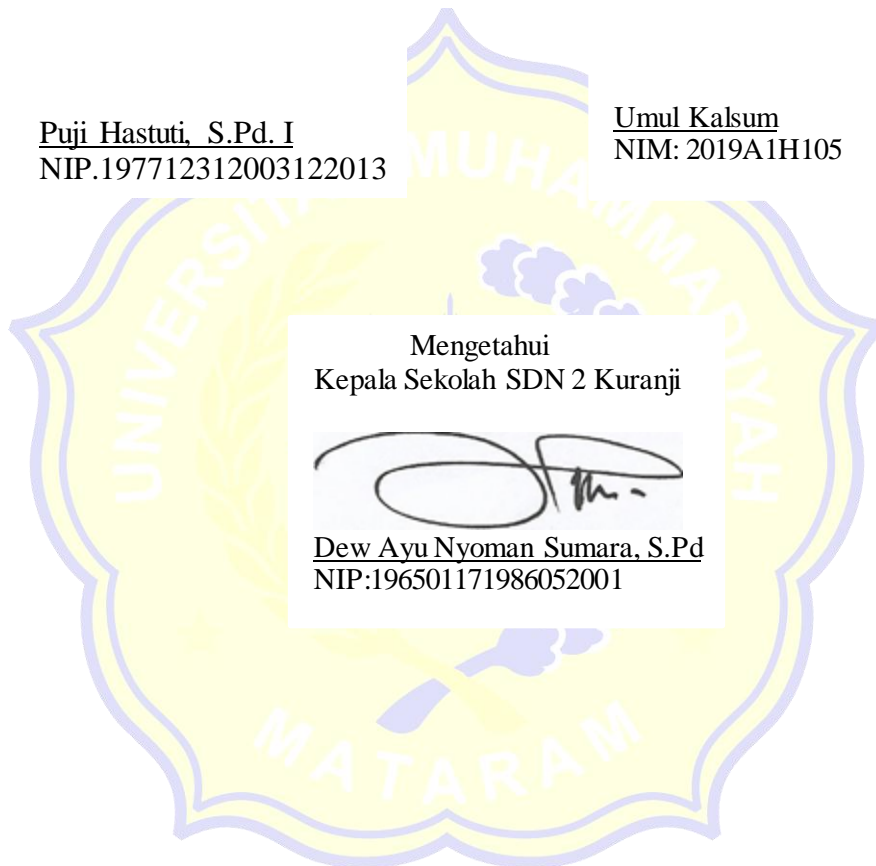 Puji Hastuti, S.Pd. I
NIP.197712312003122013
Umul Kalsum
NIM: 2019A1H105
UNIVERSITAS MUHAMMADIYAH
Mengetahui
Kepala Sekolah SDN 2 Kuranji
Dew Ayu Nyoman Sumara, S.Pd
NIP:196501171986052001
MATARAM